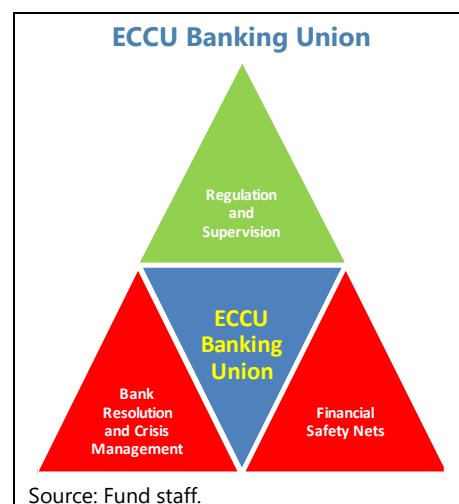 ECCU Banking Union
Regulation
and
Supervision
ECCU
Banking
Union
Bank
Resolution
and Crisis
Management
Financial
Safety Nets
Source: Fund staff.